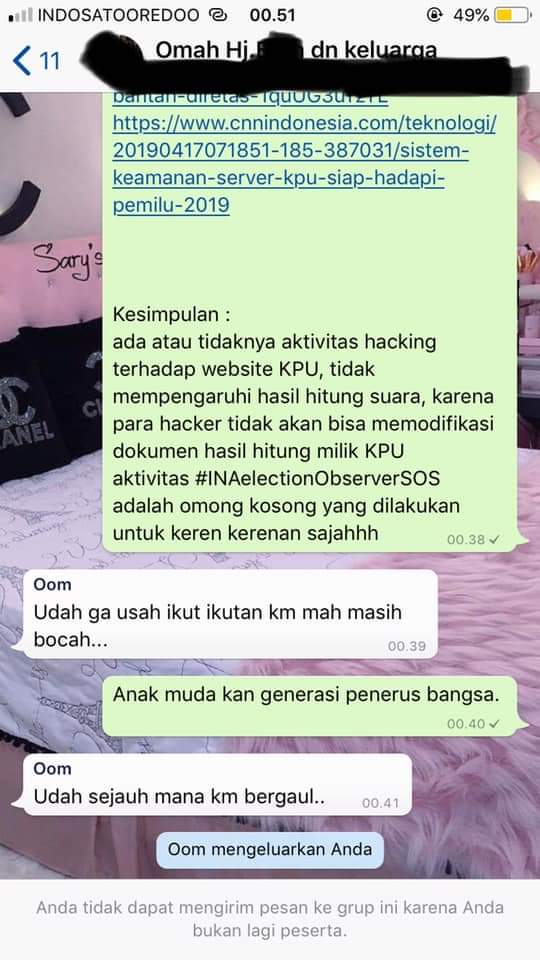 INDOSATOOREDOO 00.51 49%
11 Omah Hj. dn keluarga
https://www.cnnindonesia.com/teknologi/
20190417071851-185-387031/sistem-
keamanan-server-kpu-siap-hadapi-
pemilu-2019
Sary's
CHANEL
Kesimpulan :
ada atau tidaknya aktivitas hacking
terhadap website KPU, tidak
mempengaruhi hasil hitung suara, karena
para hacker tidak akan bisa memodifikasi
dokumen hasil hitung milik KPU
aktivitas #INAelectionObserverSOS
adalah omong kosong yang dilakukan
untuk keren kerenan sajahhh
00.38
Oom
Udah ga usah ikut ikutan km mah masih
bocah...
00.39
Anak muda kan generasi penerus bangsa.
00.40
Oom
Udah sejauh mana km bergaul..
00.41
Oom mengeluarkan Anda
Anda tidak dapat mengirim pesan ke grup ini karena Anda
bukan lagi peserta.